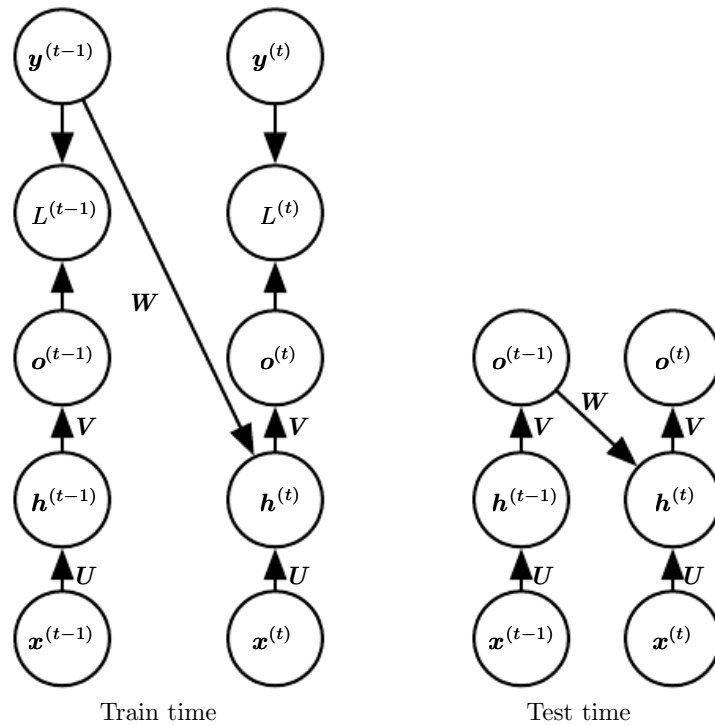 y^(t−1) y^(t)
L^(t−1) L^(t)
W
o^(t−1) o^(t) o^(t−1) o^(t)
W
V V V V
h^(t−1) h^(t) h^(t−1) h^(t)
U U U U
x^(t−1) x^(t) x^(t−1) x^(t)
Train time Test time